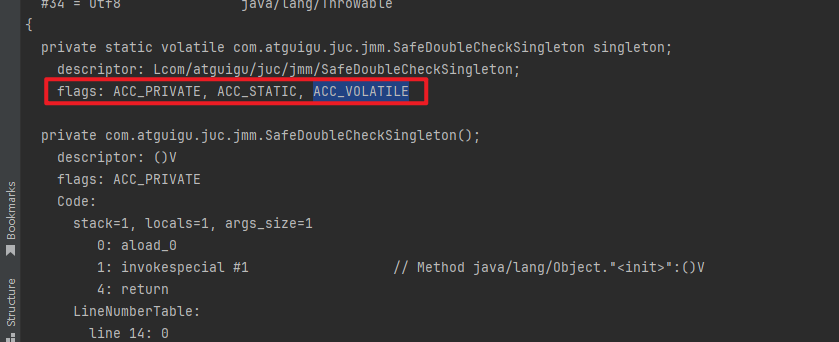 #34 = Utf8 java/lang/Throwable
{
private static volatile com.atguigu.juc.jmm.SafeDoubleCheckSingleton singleton;
descriptor: Lcom/atguigu/juc/jmm/SafeDoubleCheckSingleton;
flags: ACC_PRIVATE, ACC_STATIC, ACC_VOLATILE
private com.atguigu.juc.jmm.SafeDoubleCheckSingleton();
descriptor: ()V
flags: ACC_PRIVATE
Code:
stack=1, locals=1, args_size=1
0: aload_0
1: invokespecial #1 // Method java/lang/Object."<init>":()V
4: return
LineNumberTable:
line 14: 0
Bookmarks
Structure